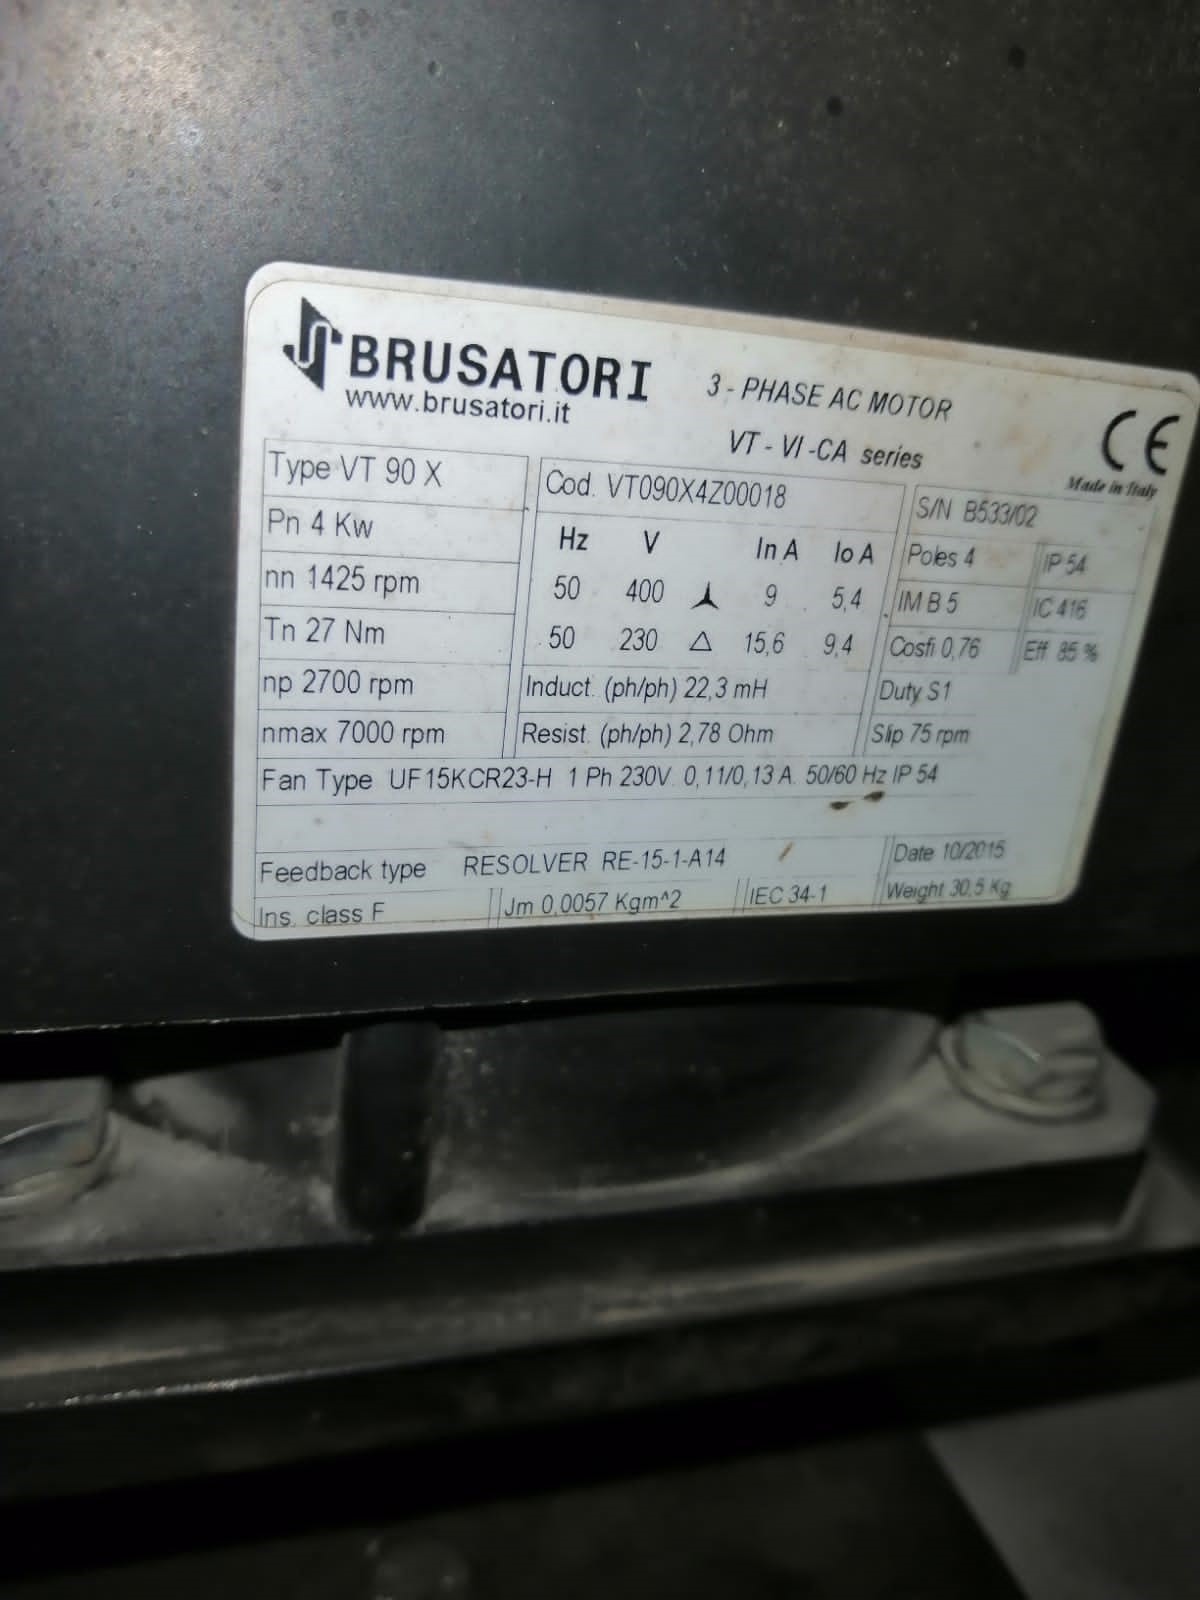 BRUSATORI
www.brusatori.it
3 - PHASE AC MOTOR
VT - VI -CA series
CE
Made in Italy
Type VT 90 X
Cod. VT090X4Z00018
S/N B533/02
Pn 4 Kw
Hz V In A Io A
Poles 4 IP 54
nn 1425 rpm
50 400 9 5,4
IM B 5 IC 416
Tn 27 Nm
50 230 △ 15,6 9,4
Cosfi 0,76 Eff 85 %
np 2700 rpm
Induct. (ph/ph) 22,3 mH
Duty S1
nmax 7000 rpm
Resist. (ph/ph) 2,78 Ohm
Slip 75 rpm
Fan Type UF15KCR23-H 1 Ph 230V. 0,11/0,13 A. 50/60 Hz IP 54
Feedback type RESOLVER RE-15-1-A14
Date 10/2015
Ins. class F Jm 0,0057 Kgm^2 IEC 34-1 Weight 30,5 Kg